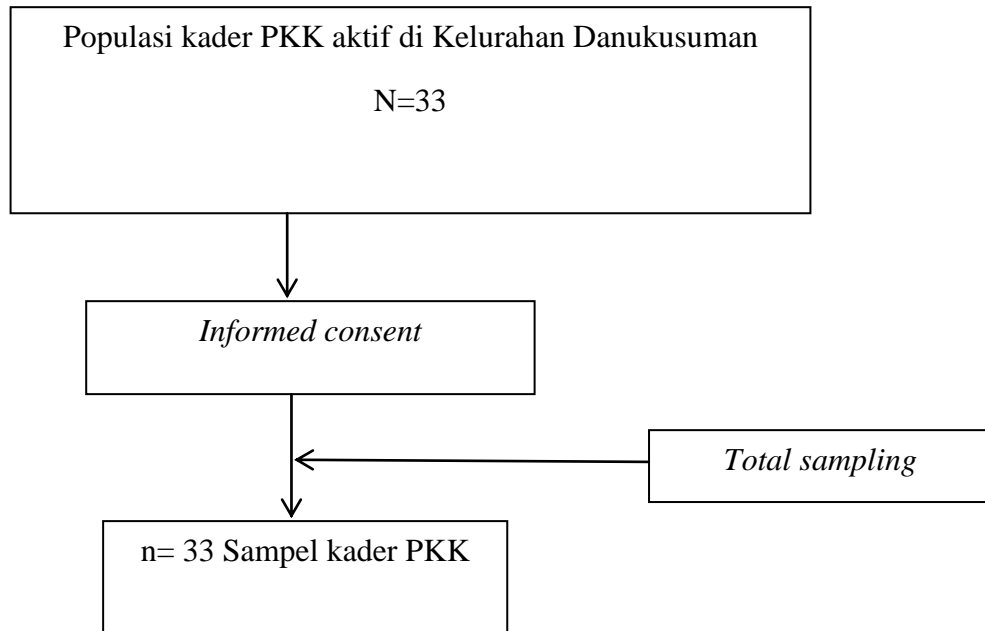 Populasi kader PKK aktif di Kelurahan Danukusuman
N=33
Informed consent
Total sampling
n= 33 Sampel kader PKK